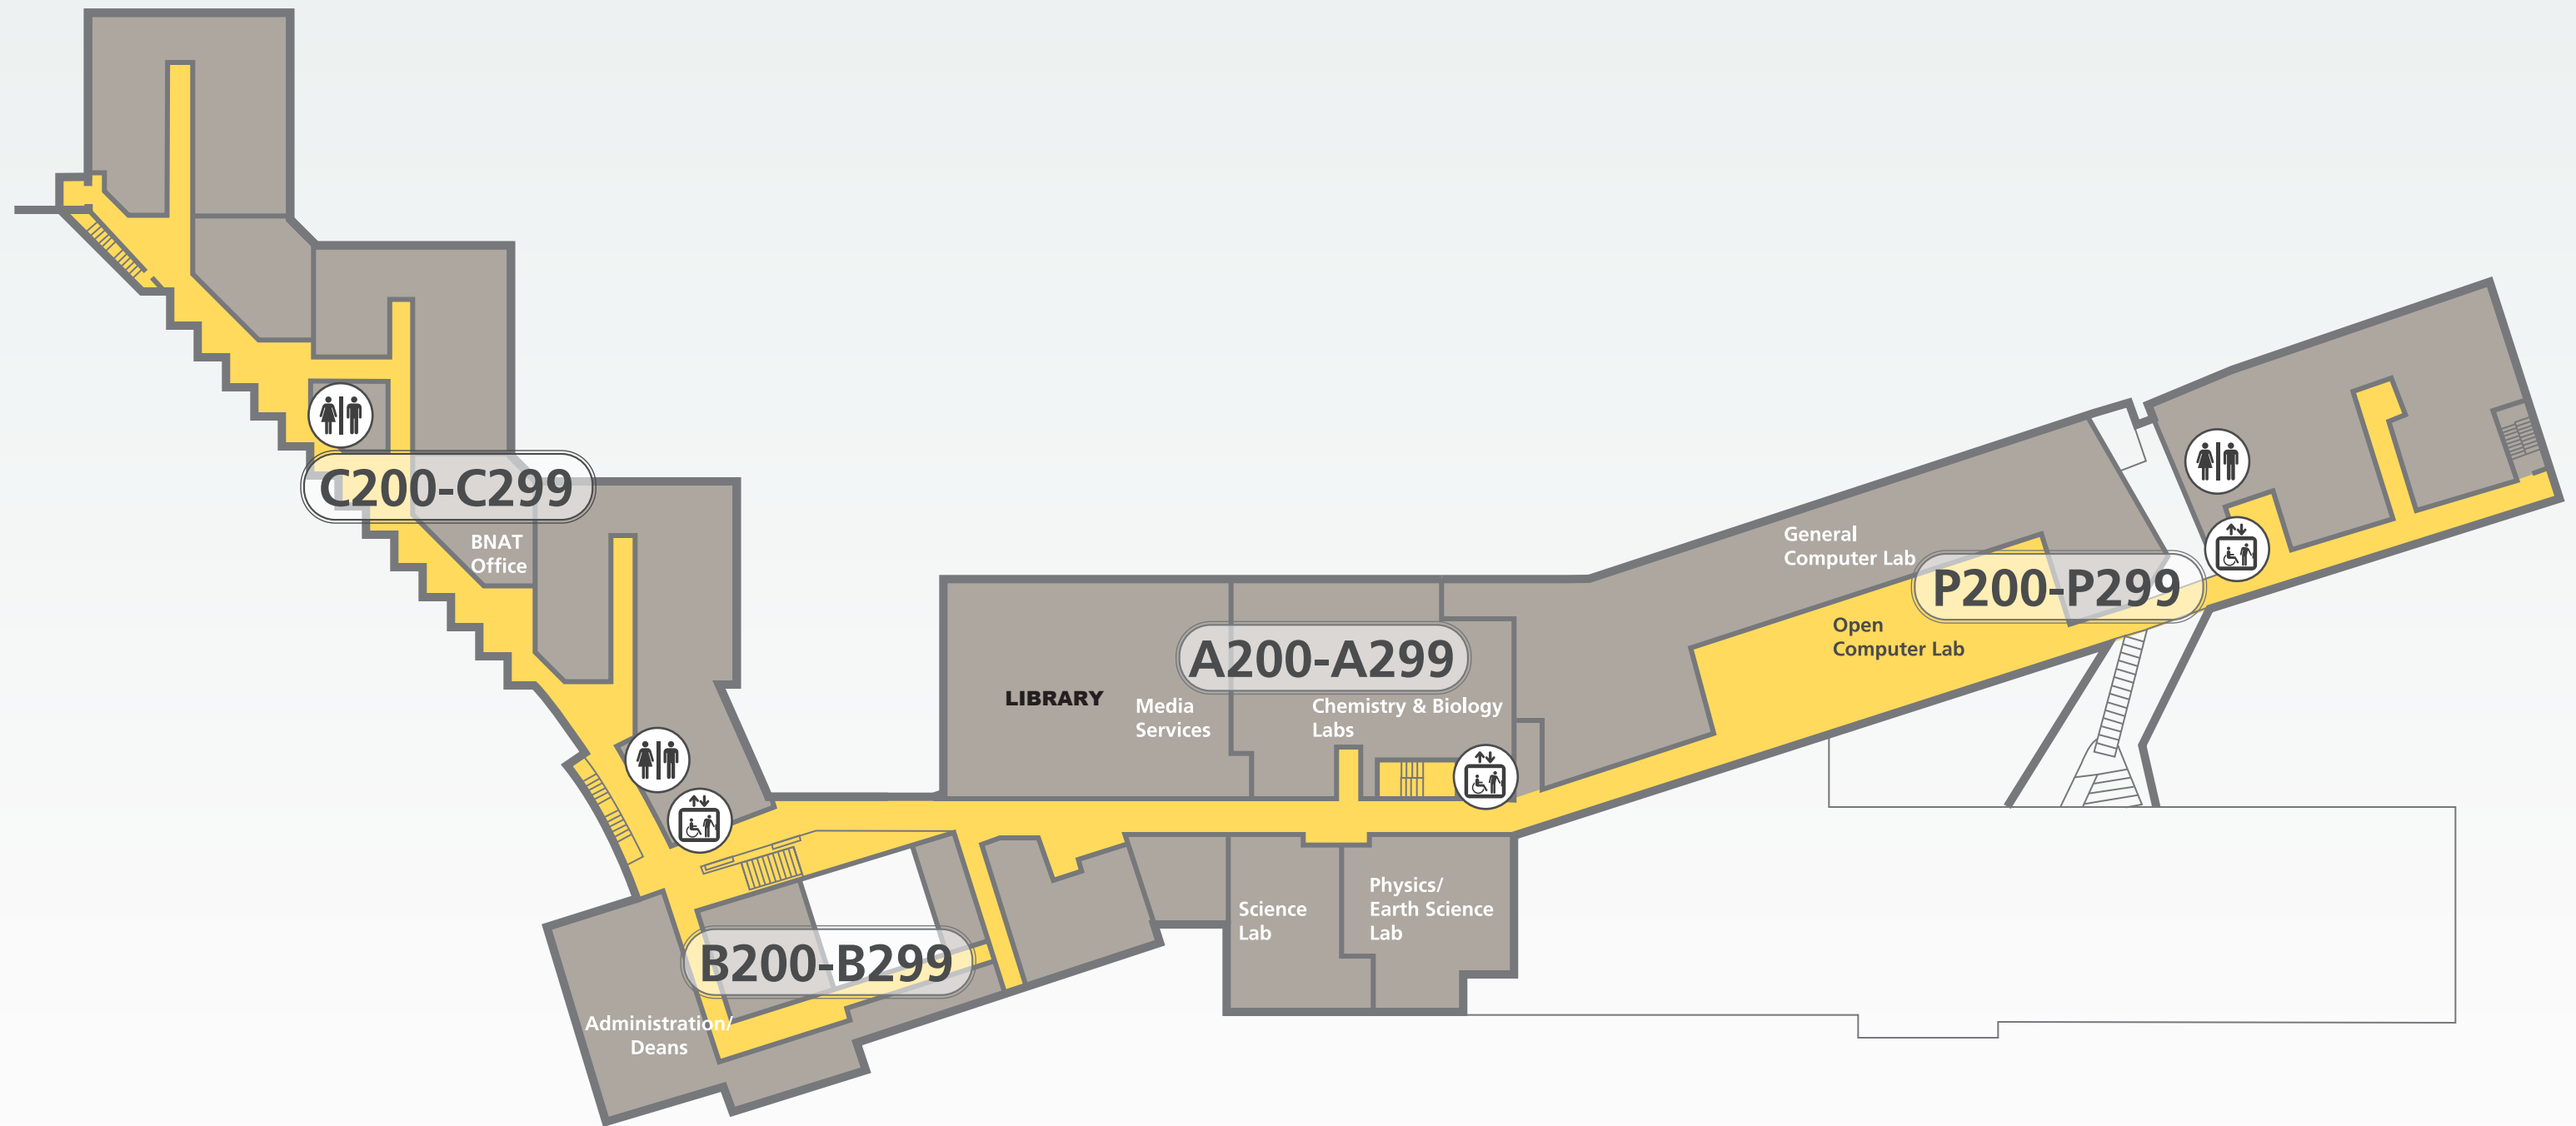 C200-C299
BNAT
Office
General
Computer Lab
P200-P299
Open
Computer Lab
A200-A299
LIBRARY
Media
Services
Chemistry & Biology
Labs
Science
Lab
Physics/
Earth Science
Lab
B200-B299
Administration/
Deans